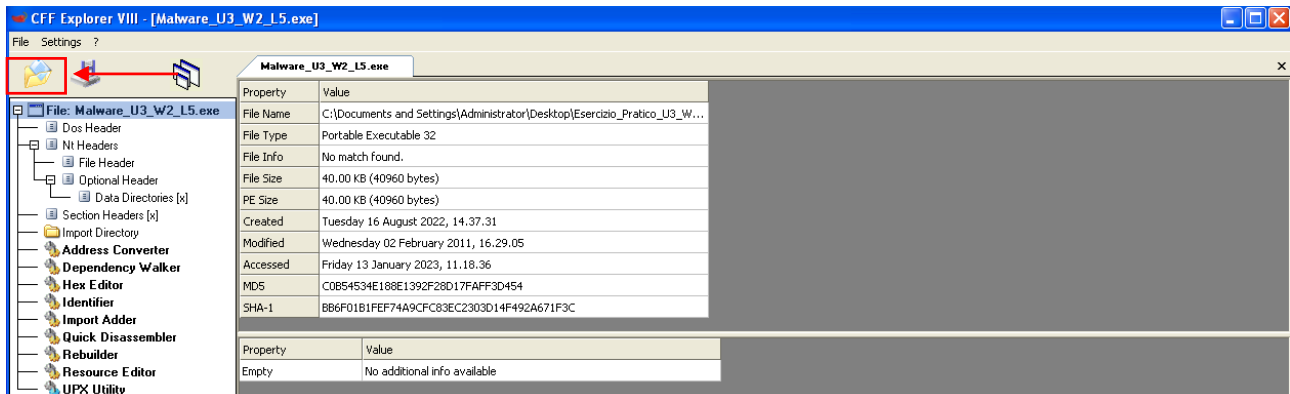 CFF Explorer VIII - [Malware_U3_W2_L5.exe]
File Settings ?
Malware_U3_W2_L5.exe
File: Malware_U3_W2_L5.exe
Dos Header
Nt Headers
File Header
Optional Header
Data Directories [x]
Section Headers [x]
Import Directory
Address Converter
Dependency Walker
Hex Editor
Identifier
Import Adder
Quick Disassembler
Rebuilder
Resource Editor
UPX Utility
Property Value
File Name C:\Documents and Settings\Administrator\Desktop\Esercizio_Pratico_U3_W...
File Type Portable Executable 32
File Info No match found.
File Size 40.00 KB (40960 bytes)
PE Size 40.00 KB (40960 bytes)
Created Tuesday 16 August 2022, 14.37.31
Modified Wednesday 02 February 2011, 16.29.05
Accessed Friday 13 January 2023, 11.18.36
MD5 C0B54534E188E1392F28D17FAFF3D454
SHA-1 BB6F01B1FEF74A9CFC83EC2303D14F492A671F3C
Property Value
Empty No additional info available